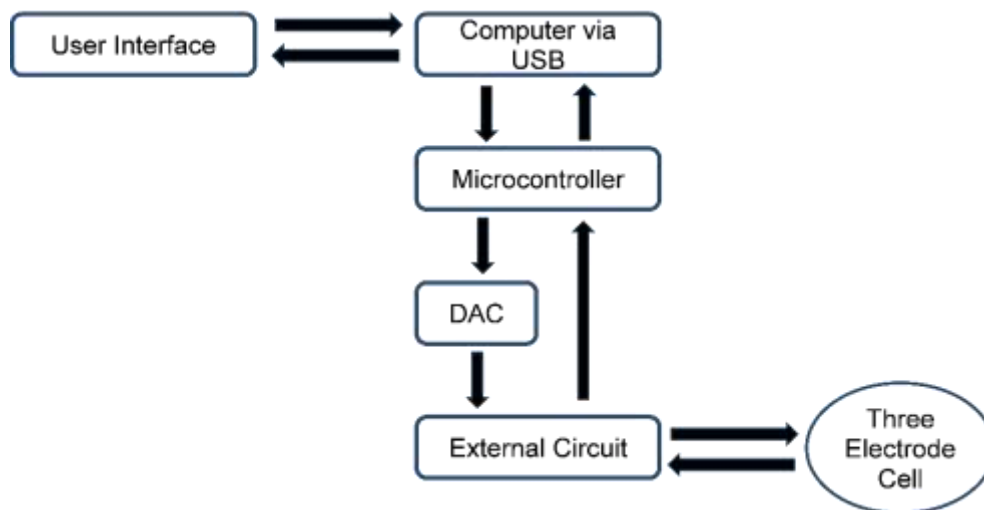 User Interface
Computer via
USB
Microcontroller
DAC
External Circuit
Three
Electrode
Cell